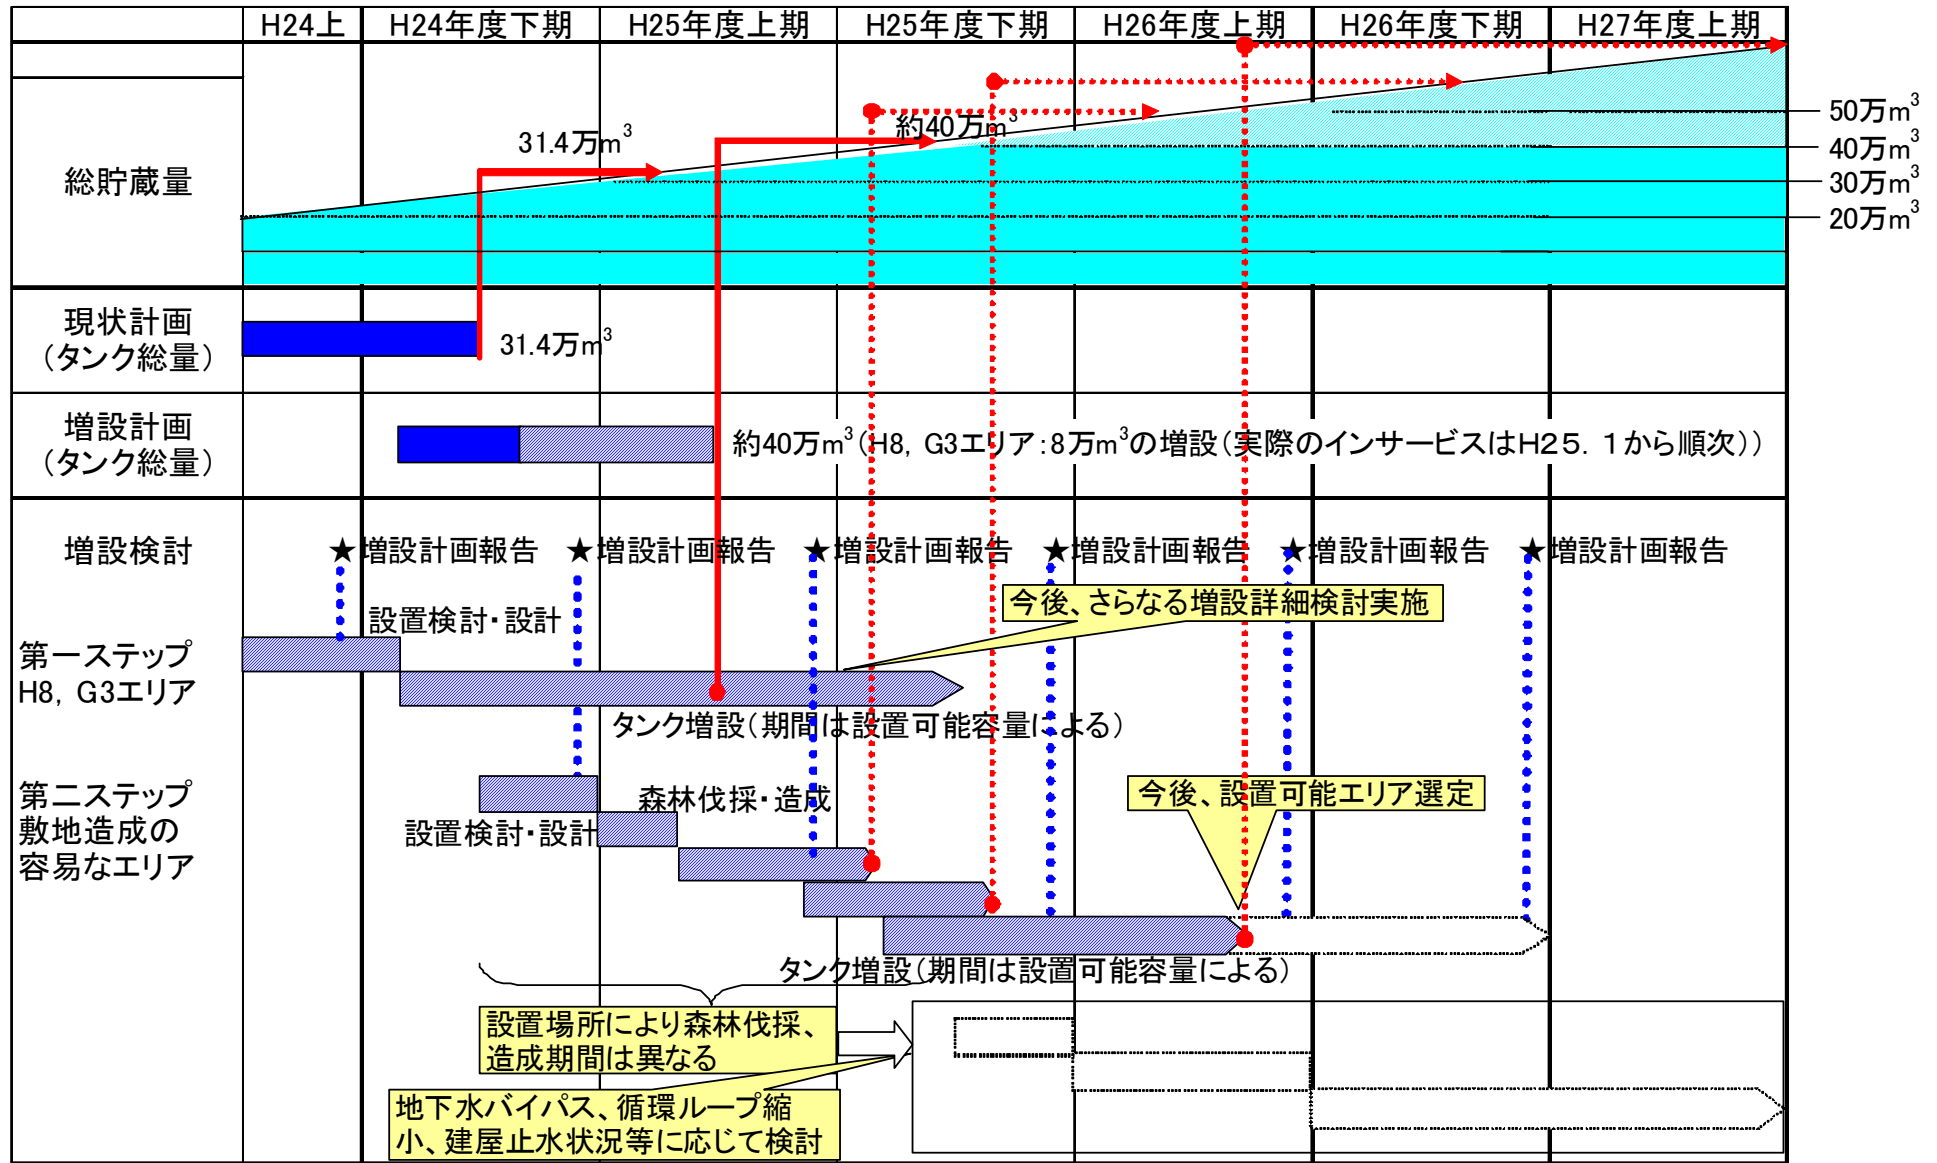 H24上 H24年度下期 H25年度上期 H25年度下期 H26年度上期 H26年度下期 H27年度上期
総貯蔵量
31.4万m³
約40万m³
50万m³
40万m³
30万m³
20万m³
現状計画
（タンク総量）
31.4万m³
増設計画
（タンク総量）
約40万m³（H8，G3エリア：8万m³の増設（実際のインサービスはH25．1から順次））
増設検討
★増設計画報告 ★増設計画報告 ★増設計画報告 ★増設計画報告 ★増設計画報告 ★増設計画報告
今後、さらなる増設詳細検討実施
設置検討・設計
第一ステップ
H8，G3エリア
タンク増設（期間は設置可能容量による）
第二ステップ
敷地造成の
容易なエリア
森林伐採・造成
設置検討・設計
今後、設置可能エリア選定
タンク増設（期間は設置可能容量による）
設置場所により森林伐採、
造成期間は異なる
地下水バイパス、循環ループ縮
小、建屋止水状況等に応じて検討